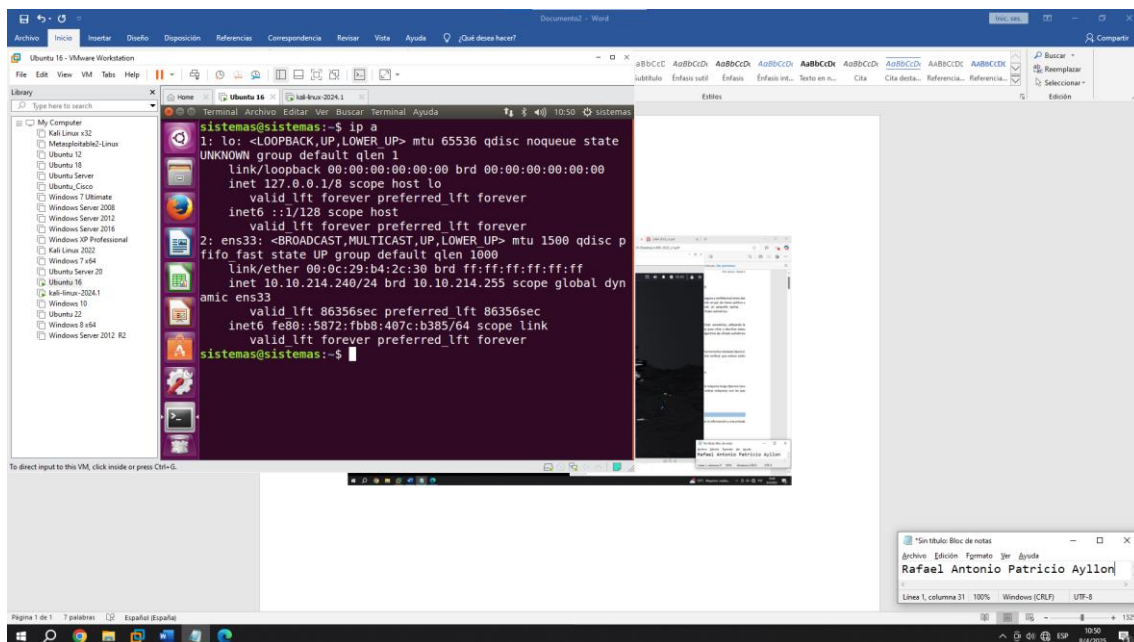 Documento2 - Word
Inic. ses.
Archivo Inicio Insertar Diseño Disposición Referencias Correspondencia Revisar Vista Ayuda ¿Qué desea hacer? Compartir
Ubuntu 16 - VMware Workstation
File Edit View VM Tabs Help
Énfasis sutil Énfasis Énfasis int... Texto en n... Cita Cita desta... Referencia... Referencia...
Estilos
Buscar
Reemplazar
Seleccionar
Edición
Library
Type here to search
My Computer
Kali Linux x32
Metasploitable2-Linux
Ubuntu 12
Ubuntu 18
Ubuntu Server
Ubuntu_Cisco
Windows 7 Ultimate
Windows Server 2008
Windows Server 2012
Windows Server 2016
Windows XP Professional
Kali Linux 2022
Windows 7 x64
Ubuntu Server 20
Ubuntu 16
kali-linux-2024.1
Windows 10
Ubuntu 22
Windows 8 x64
Windows Server 2012 R2
Home Ubuntu 16 kali-linux-2024.1
Terminal Archivo Editar Ver Buscar Terminal Ayuda 10:50 sistemas
sistemas@sistemas:~$ ip a
1: lo: <LOOPBACK,UP,LOWER_UP> mtu 65536 qdisc noqueue state
UNKNOWN group default qlen 1
link/loopback 00:00:00:00:00:00 brd 00:00:00:00:00:00
inet 127.0.0.1/8 scope host lo
valid_lft forever preferred_lft forever
inet6 ::1/128 scope host
valid_lft forever preferred_lft forever
2: ens33: <BROADCAST,MULTICAST,UP,LOWER_UP> mtu 1500 qdisc p
fifo_fast state UP group default qlen 1000
link/ether 00:0c:29:b4:2c:30 brd ff:ff:ff:ff:ff:ff
inet 10.10.214.240/24 brd 10.10.214.255 scope global dyn
amic ens33
valid_lft 86356sec preferred_lft 86356sec
inet6 fe80::5872:fbb8:407c:b385/64 scope link
valid_lft forever preferred_lft forever
sistemas@sistemas:~$
To direct input to this VM, click inside or press Ctrl+G.
Rafael Antonio Patricio Ayllon
*Sin título: Bloc de notas
Archivo Edición Formato Ver Ayuda
Rafael Antonio Patricio Ayllon
Línea 1, columna 31 100% Windows (CRLF) UTF-8
Página 1 de 1 7 palabras Español (España)
ESP 10:50
8/4/2025